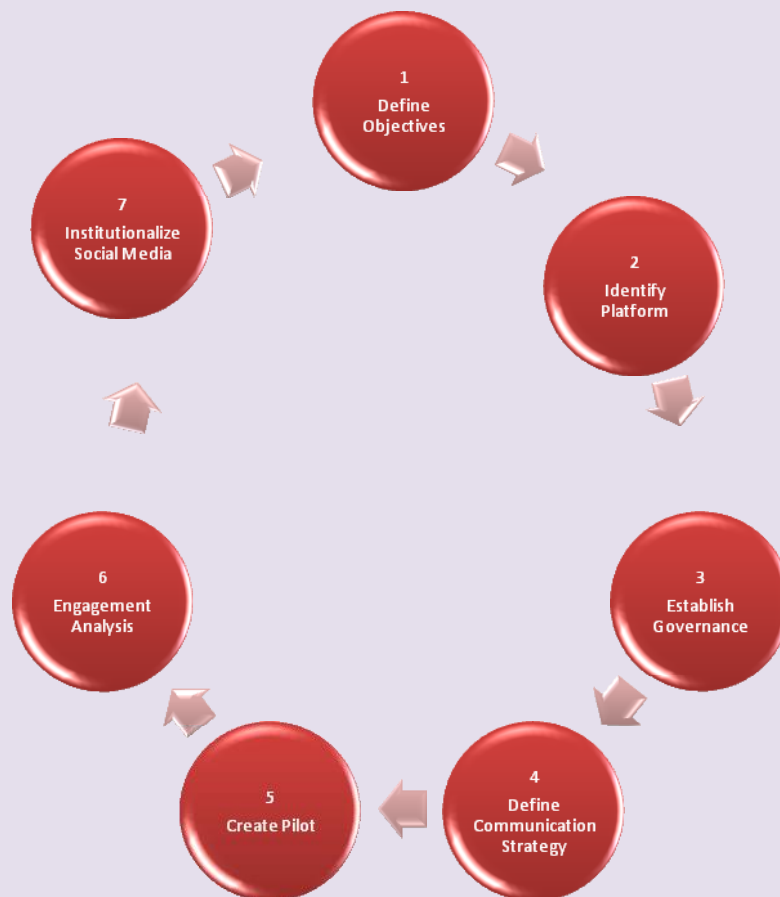 1
Define
Objectives
2
Identify
Platform
3
Establish
Governance
4
Define
Communication
Strategy
5
Create Pilot
6
Engagement
Analysis
7
Institutionalize
Social Media